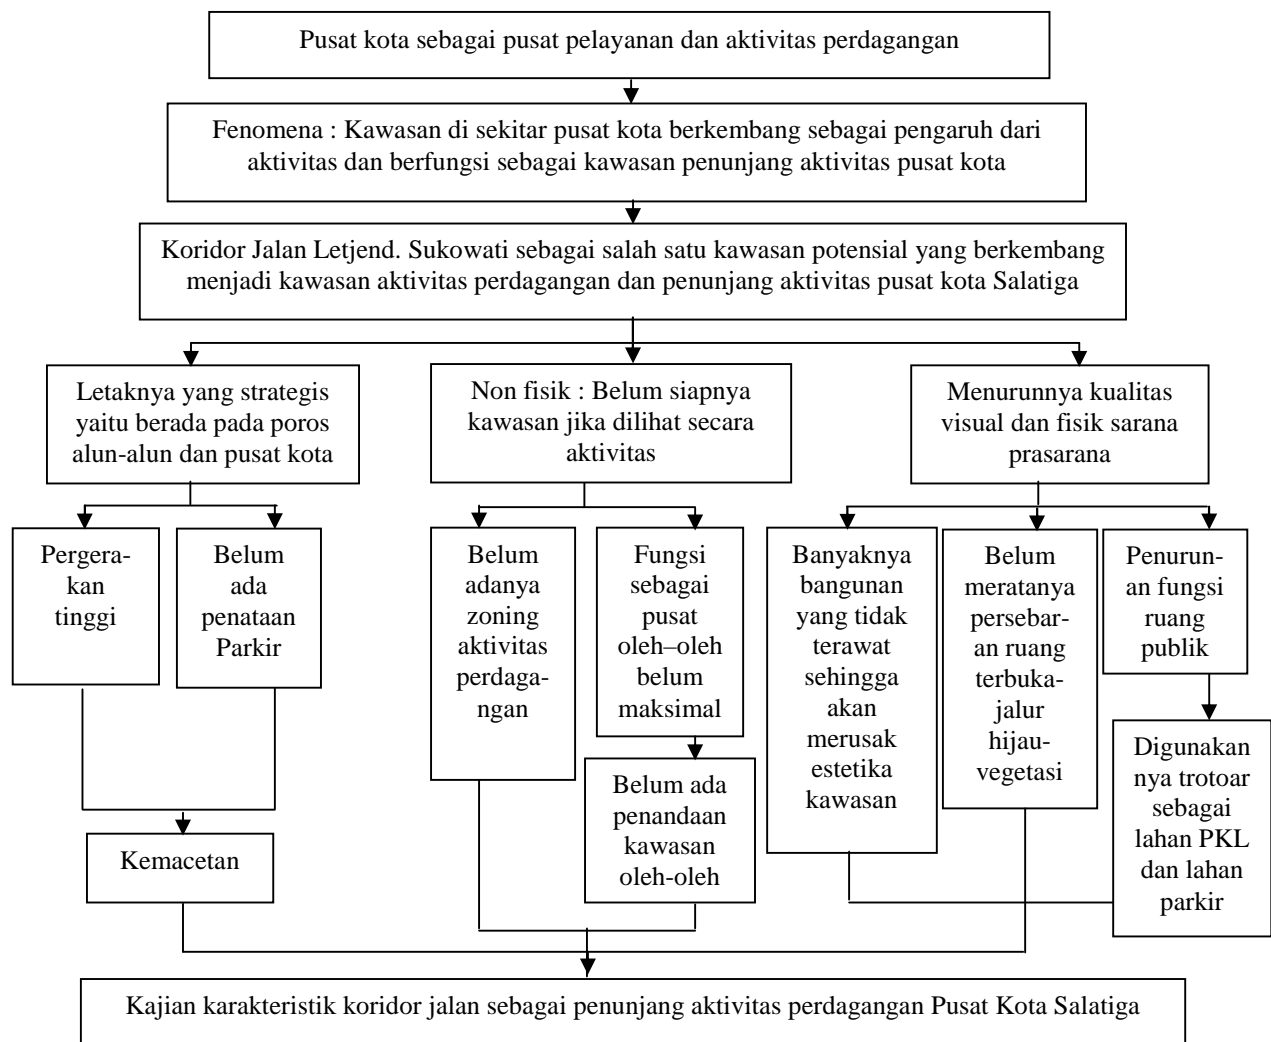 Pusat kota sebagai pusat pelayanan dan aktivitas perdagangan
Fenomena : Kawasan di sekitar pusat kota berkembang sebagai pengaruh dari
aktivitas dan berfungsi sebagai kawasan penunjang aktivitas pusat kota
Koridor Jalan Letjend. Sukowati sebagai salah satu kawasan potensial yang berkembang
menjadi kawasan aktivitas perdagangan dan penunjang aktivitas pusat kota Salatiga
Letaknya yang strategis
yaitu berada pada poros
alun-alun dan pusat kota
Non fisik : Belum siapnya
kawasan jika dilihat secara
aktivitas
Menurunnya kualitas
visual dan fisik sarana
prasarana
Pergera-
kan
tinggi
Belum
ada
penataan
Parkir
Belum
adanya
zoning
aktivitas
perdaga-
ngan
Fungsi
sebagai
pusat
oleh–oleh
belum
maksimal
Banyaknya
bangunan
yang tidak
terawat
sehingga
akan
merusak
estetika
kawasan
Belum
meratanya
persebar-
an ruang
terbuka-
jalur
hijau-
vegetasi
Penurun-
an fungsi
ruang
publik
Kemacetan
Belum ada
penandaan
kawasan
oleh-oleh
Digunakan
nya trotoar
sebagai
lahan PKL
dan lahan
parkir
Kajian karakteristik koridor jalan sebagai penunjang aktivitas perdagangan Pusat Kota Salatiga